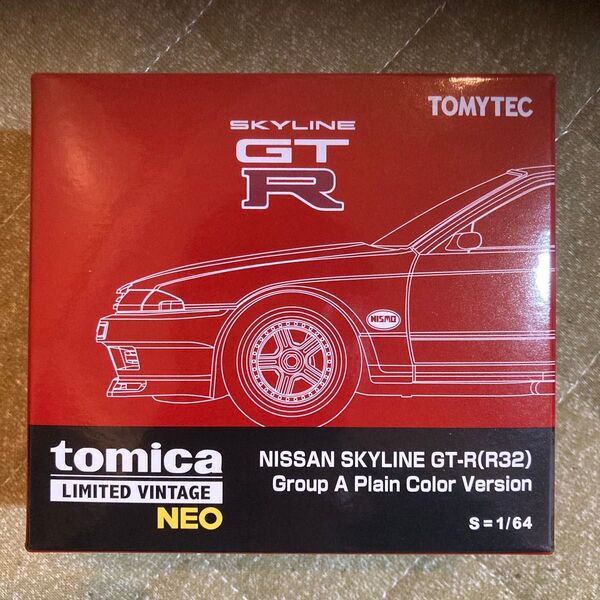 TOMYTEC
SKYLINE
GT
R
NISMO
tomica
LIMITED VINTAGE
NEO
NISSAN SKYLINE GT-R(R32)
Group A Plain Color Version
S=1/64